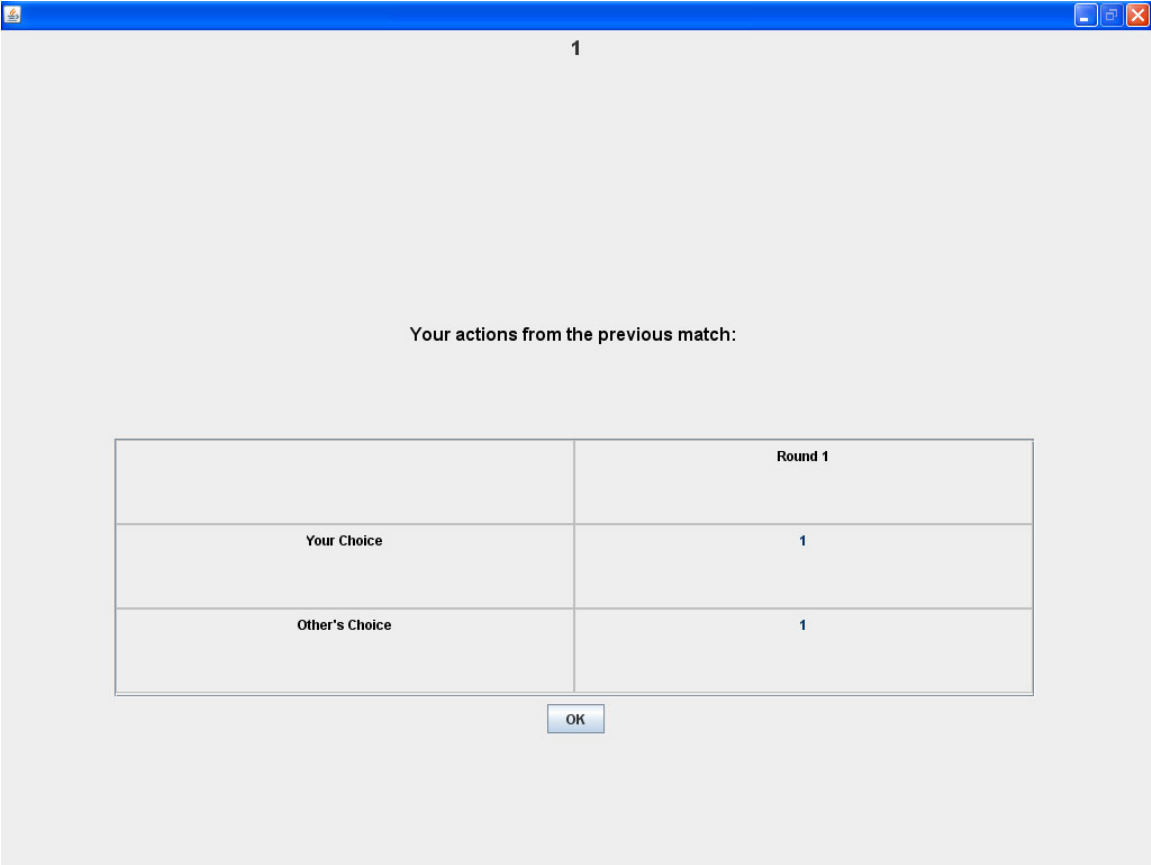 1
Your actions from the previous match:
Round 1
Your Choice 1
Other's Choice 1
OK